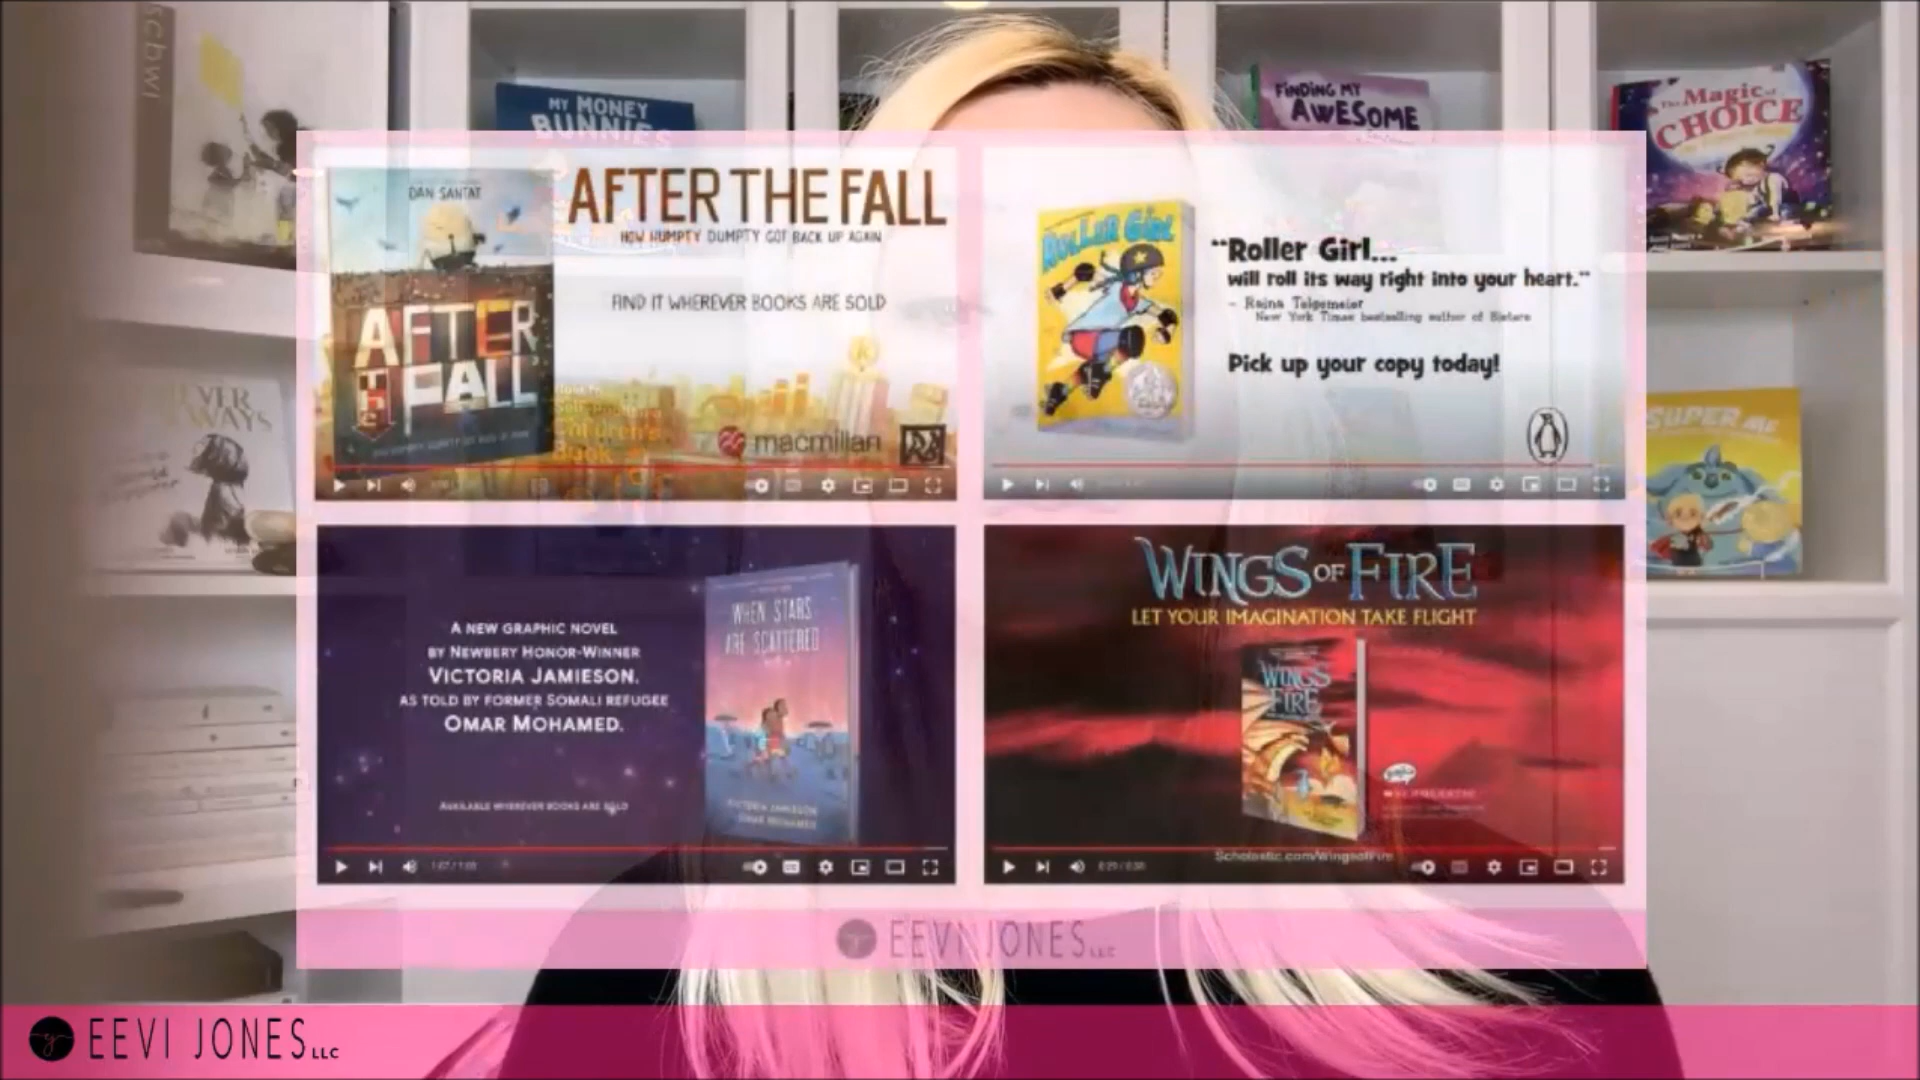 MY MONEY
BUNNIES
FINDING MY
AWESOME
The Magic of
CHOICE
DAN SANTAT
AFTER THE FALL
HOW HUMPTY DUMPTY GOT BACK UP AGAIN
FIND IT WHEREVER BOOKS ARE SOLD
AFTER
THE
FALL
macmillan
ROLLER GIRL
"Roller Girl...
will roll its way right into your heart."
- Raina Telgemeier
New York Times bestselling author of Sisters
Pick up your copy today!
SUPER ME
A NEW GRAPHIC NOVEL
BY NEWBERY HONOR-WINNER
VICTORIA JAMIESON,
AS TOLD BY FORMER SOMALI REFUGEE
OMAR MOHAMED.
AVAILABLE WHEREVER BOOKS ARE SOLD
WHEN STARS
ARE SCATTERED
VICTORIA JAMIESON
OMAR MOHAMED
WINGS OF FIRE
LET YOUR IMAGINATION TAKE FLIGHT
WINGS
OF FIRE
SCHOLASTIC
Scholastic.com/WingsofFire
EEVI JONES LLC
EEVI JONES LLC